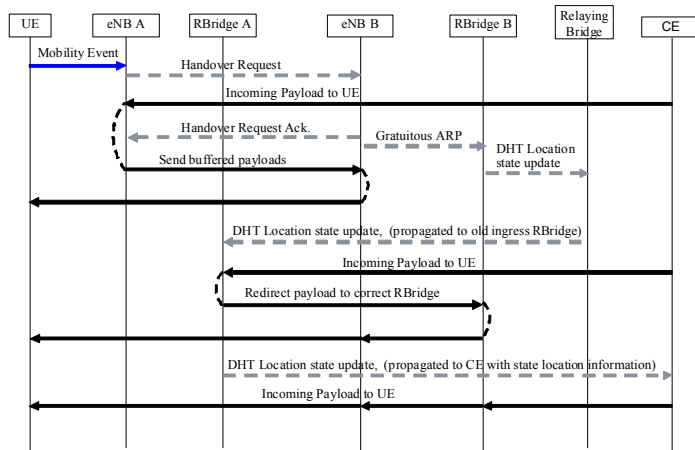 UE
eNB A
RBridge A
eNB B
RBridge B
Relaying
Bridge
CE
Mobility Event
Handover Request
Incoming Payload to UE
Handover Request Ack.
Gratuitous ARP
Send buffered payloads
DHT Location
state update
DHT Location state update, (propagated to old ingress RBridge)
Incoming Payload to UE
Redirect payload to correct RBridge
DHT Location state update, (propagated to CE with state location information)
Incoming Payload to UE